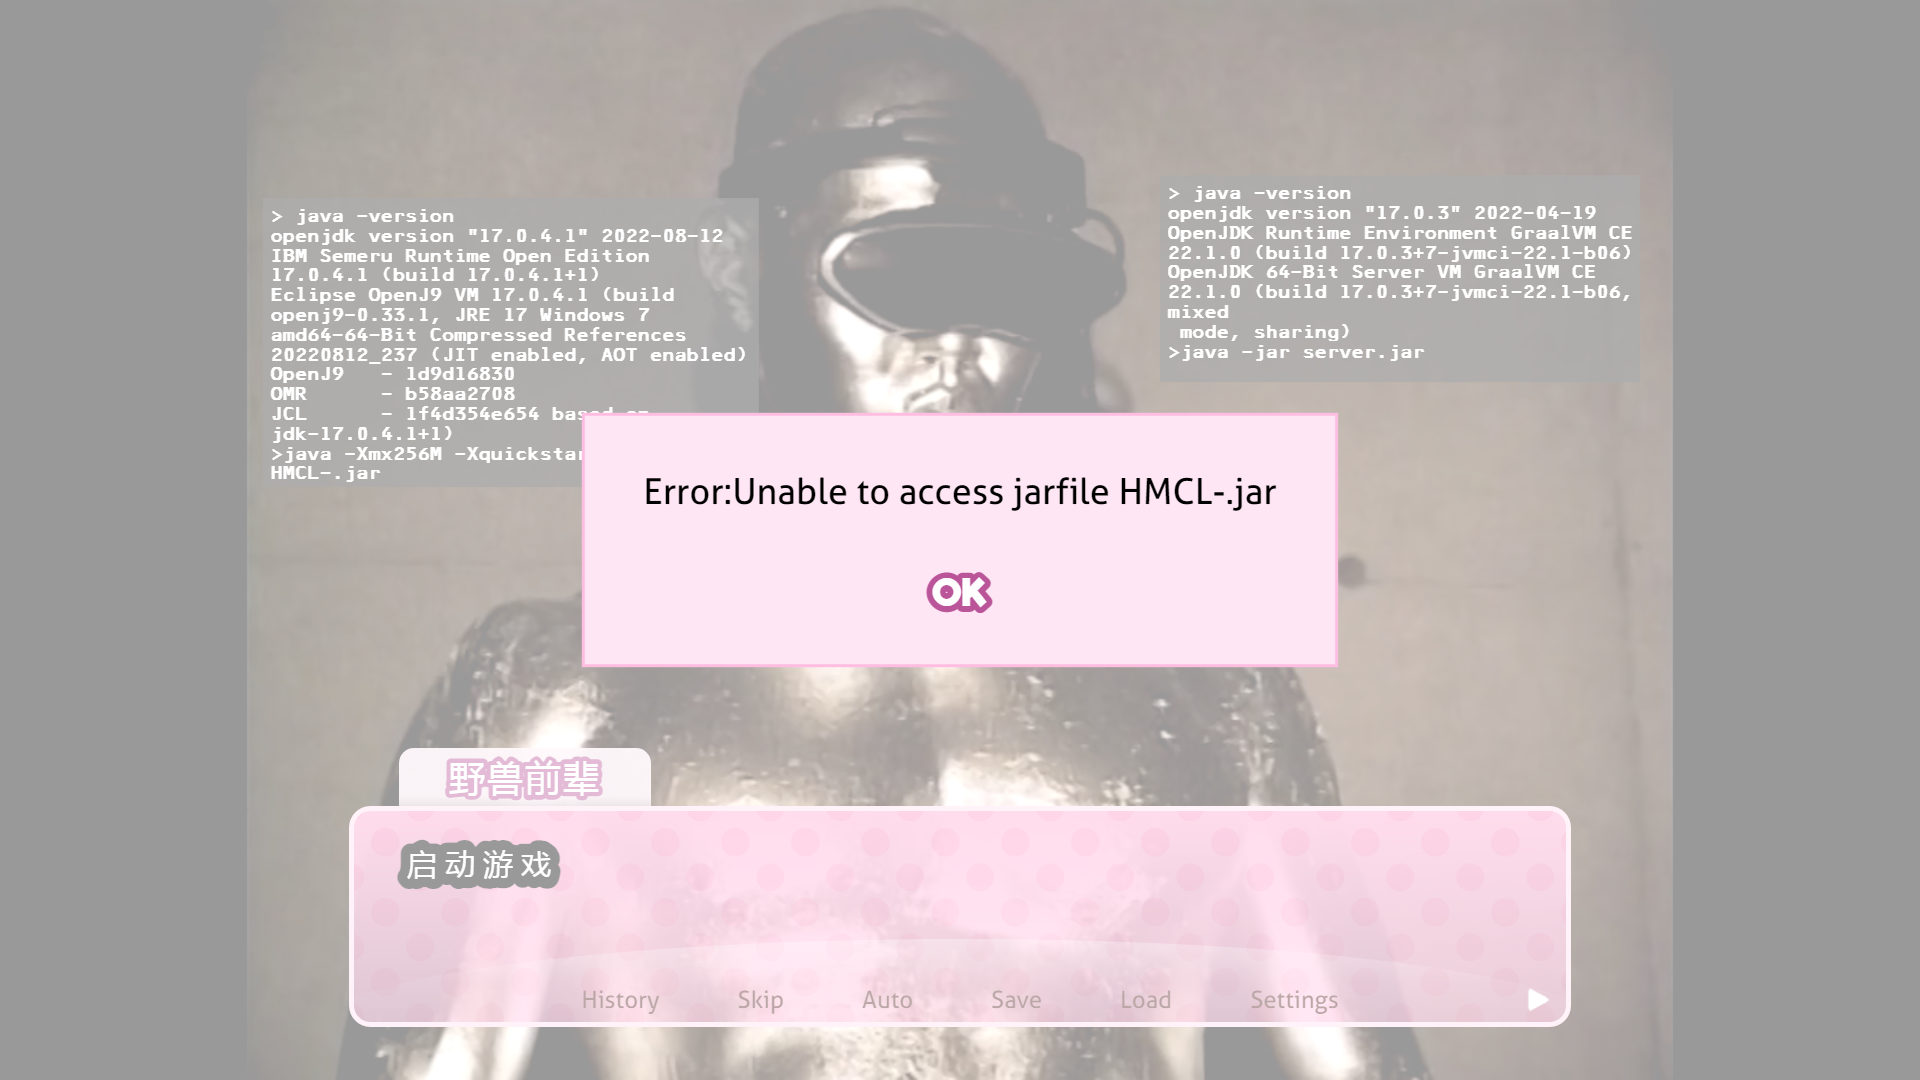 > java -version
openjdk version "17.0.4.1" 2022-08-12
IBM Semeru Runtime Open Edition
17.0.4.1 (build 17.0.4.1+1)
Eclipse OpenJ9 VM 17.0.4.1 (build
openj9-0.33.1, JRE 17 Windows 7
amd64-64-Bit Compressed References
20220812_237 (JIT enabled, AOT enabled)
OpenJ9   - 1d9d16830
OMR      - b58aa2708
JCL      - 1f4d354e654 based on
jdk-17.0.4.1+1)
>java -Xmx256M
HMCL-.jar
> java -version
openjdk version "17.0.3" 2022-04-19
OpenJDK Runtime Environment GraalVM CE
22.1.0 (build 17.0.3+7-jvmci-22.1-b06)
OpenJDK 64-Bit Server VM GraalVM CE
22.1.0 (build 17.0.3+7-jvmci-22.1-b06,
mixed
mode, sharing)
>java -jar server.jar
Error:Unable to access jarfile HMCL-.jar
OK
野兽前辈
启动游戏
History Skip Auto Save Load Settings